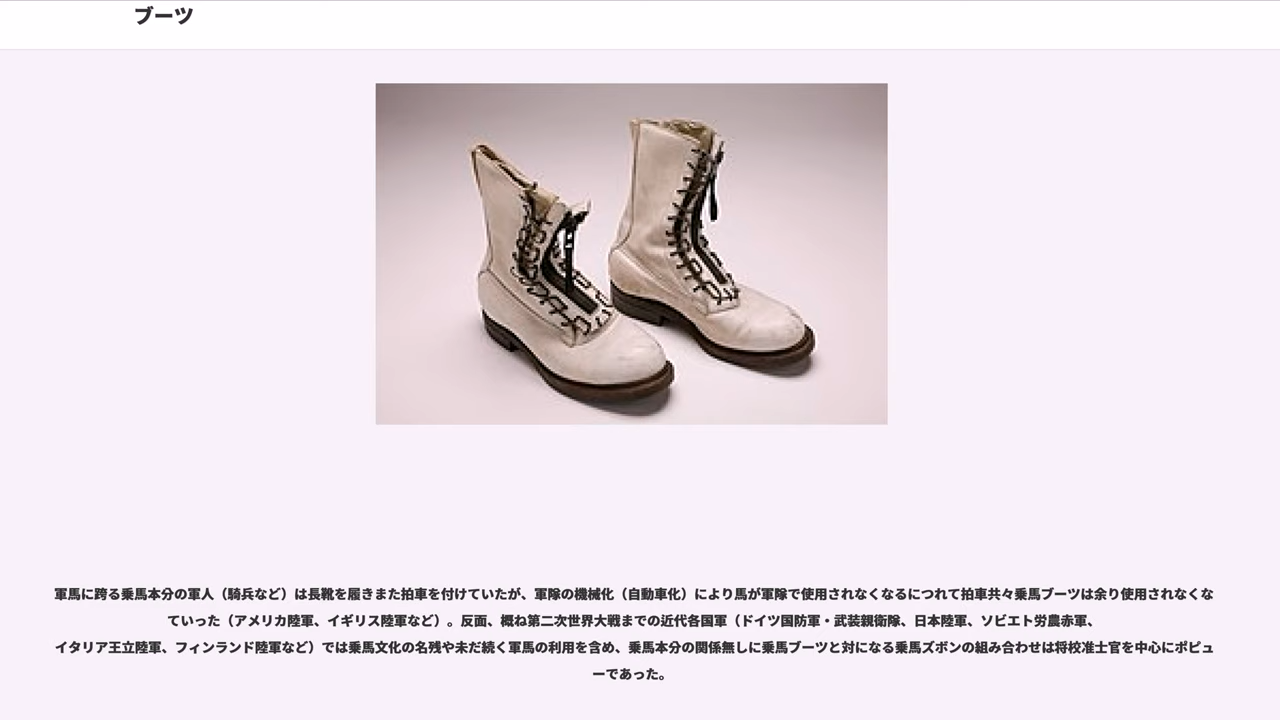 ブーツ
軍馬に跨る乗馬本分の軍人（騎兵など）は長靴を履きまた拍車を付けていたが、軍隊の機械化（自動車化）により馬が軍隊で使用されなくなるにつれて拍車共々乗馬ブーツは余り使用されなくな
ていった（アメリカ陸軍、イギリス陸軍など）。反面、概ね第二次世界大戦までの近代各国軍（ドイツ国防軍・武装親衛隊、日本陸軍、ソビエト労農赤軍、
イタリア王立陸軍、フィンランド陸軍など）では乗馬文化の名残や未だ続く軍馬の利用を含め、乗馬本分の関係無しに乗馬ブーツと対になる乗馬ズボンの組み合わせは将校准士官を中心にポピュ
ーであった。